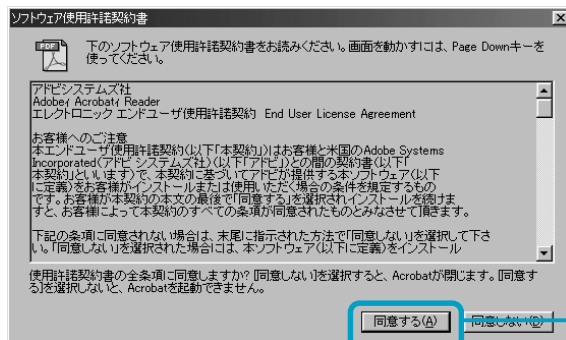 ソフトウェア使用許諾契約書
下のソフトウェア使用許諾契約書をお読みください。画面を動かすには、Page Downキーを
使ってください。
アドビシステムズ社
Adobeィ Acrobatィ Reader
エレクトロニック エンドユーザ使用許諾契約 End User License Agreement
お客様へのご注意
本エンドユーザ使用許諾契約(以下「本契約」)はお客様と米国のAdobe Systems
Incorporated(アドビ システムズ社)(以下「アドビ」)との間の契約書(以下「
本契約」といいます)で、本契約に基づいてアドビが提供する本ソフトウェア(以下
に定義)をお客様がインストールまたは使用いただく場合の条件を規定するもの
です。お客様が本契約の本文の最後で「同意する」を選択されインストールを続けま
すと、お客様によって本契約のすべての条項が同意されたものとみなさせて頂きます。
下記の条項に同意されない場合は、末尾に指示された方法で「同意しない」を選択して下さ
い。「同意しない」を選択された場合には、本ソフトウェア(以下に定義)をインストール
使用許諾契約書の全条項に同意しますか? [同意しない]を選択すると、Acrobatが閉じます。[同意す
る]を選択しないと、Acrobatを起動できません。
同意する(A) 同意しない(D)
PDF